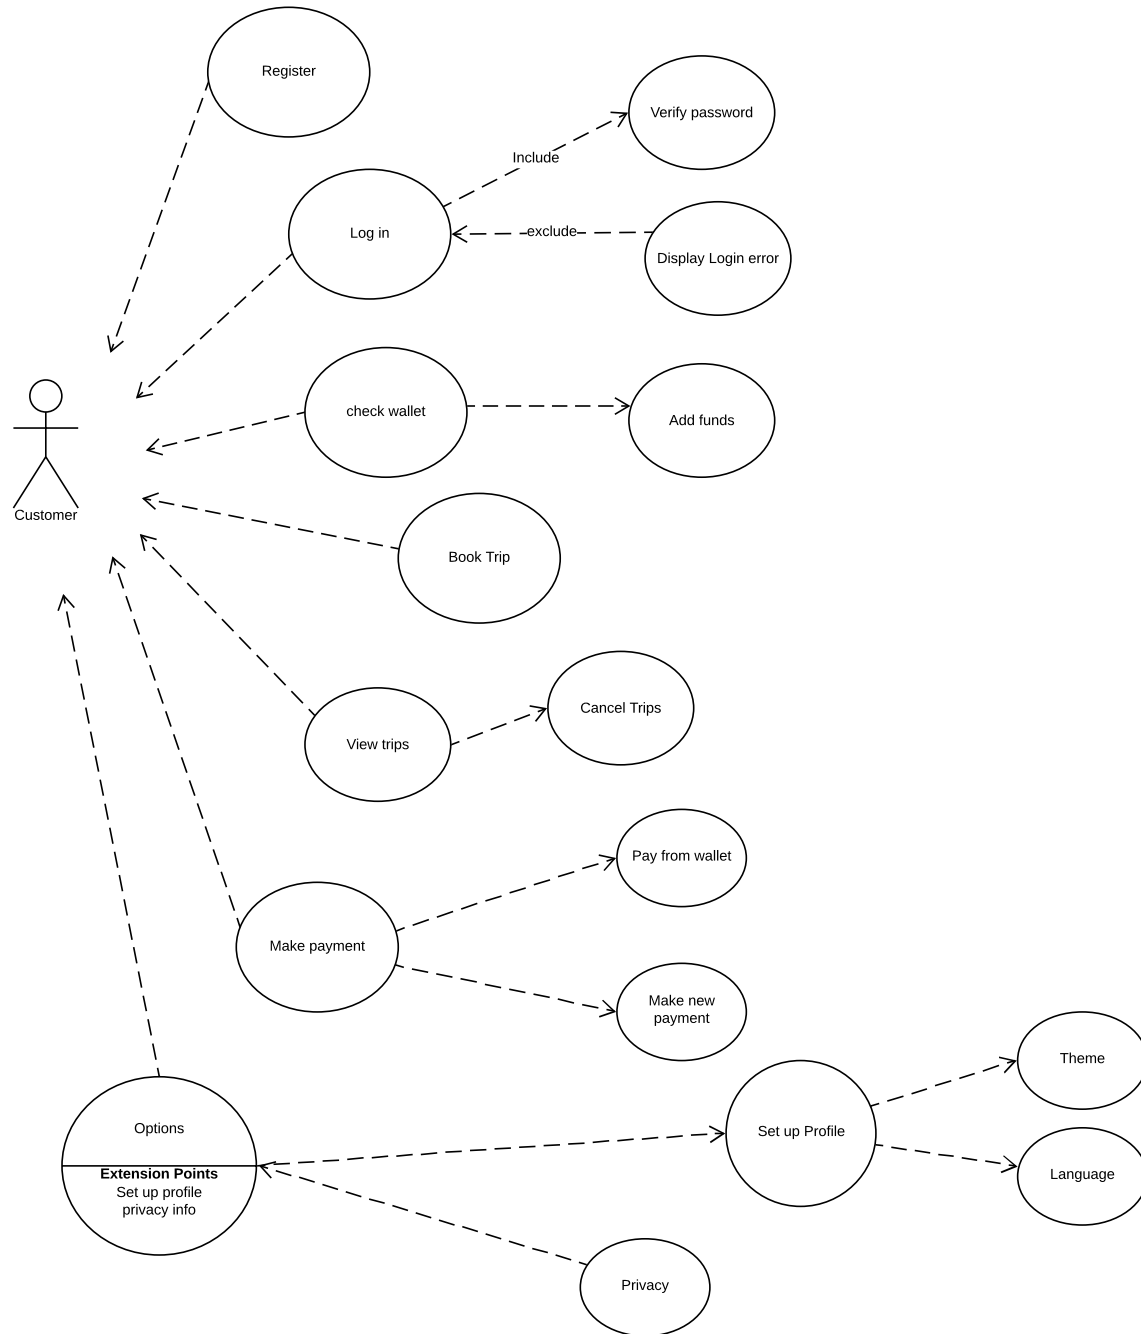 Register
Verify password
Include
Log in
exclude
Display Login error
check wallet
Add funds
Customer
Book Trip
Cancel Trips
View trips
Pay from wallet
Make payment
Make new
payment
Theme
Options
Set up Profile
Extension Points
Set up profile
privacy info
Language
Privacy